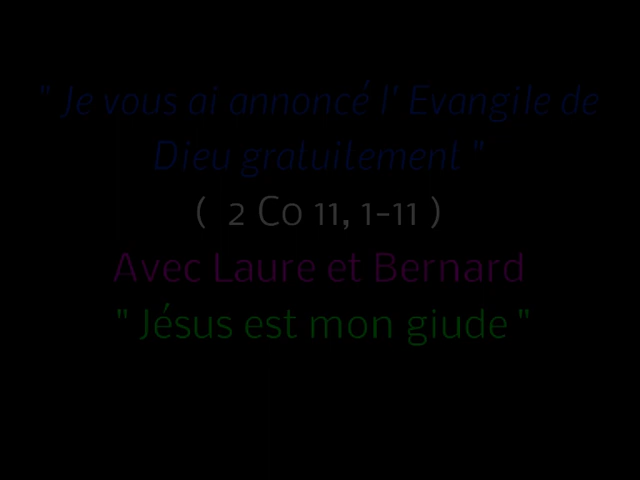 " Je vous ai annoncé l' Evangile de
Dieu gratuitement "
( 2 Co 11, 1-11 )
Avec Laure et Bernard
" Jésus est mon giude "